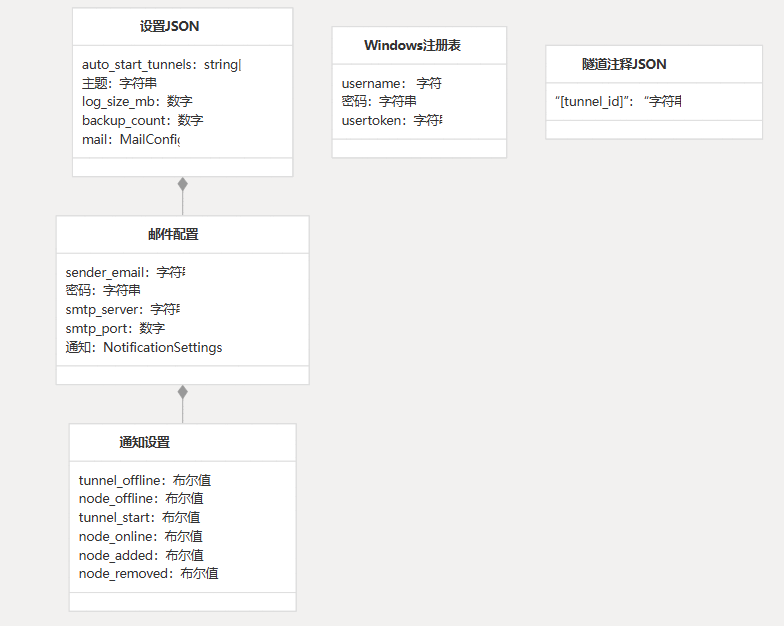 设置JSON
auto_start_tunnels：string[
主题：字符串
log_size_mb：数字
backup_count：数字
mail：MailConfig
Windows注册表
username： 字符
密码：字符串
usertoken：字符
隧道注释JSON
“[tunnel_id]”：“字符串
邮件配置
sender_email：字符
密码：字符串
smtp_server：字符
smtp_port：数字
通知：NotificationSettings
通知设置
tunnel_offline：布尔值
node_offline：布尔值
tunnel_start：布尔值
node_online：布尔值
node_added：布尔值
node_removed：布尔值